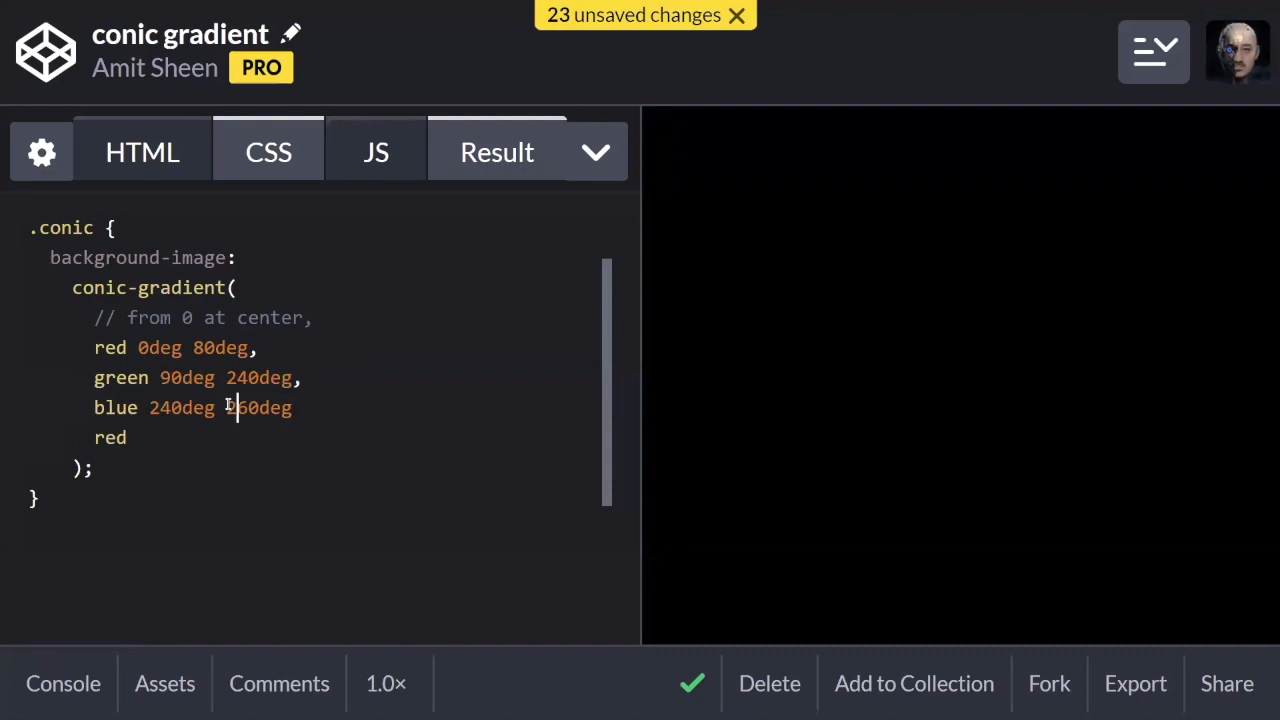 23 unsaved changes
conic gradient
Amit Sheen PRO
HTML CSS JS Result
.conic {
background-image:
conic-gradient(
// from 0 at center,
red 0deg 80deg,
green 90deg 240deg,
blue 240deg 260deg
red
);
}
Console Assets Comments 1.0× Delete Add to Collection Fork Export Share